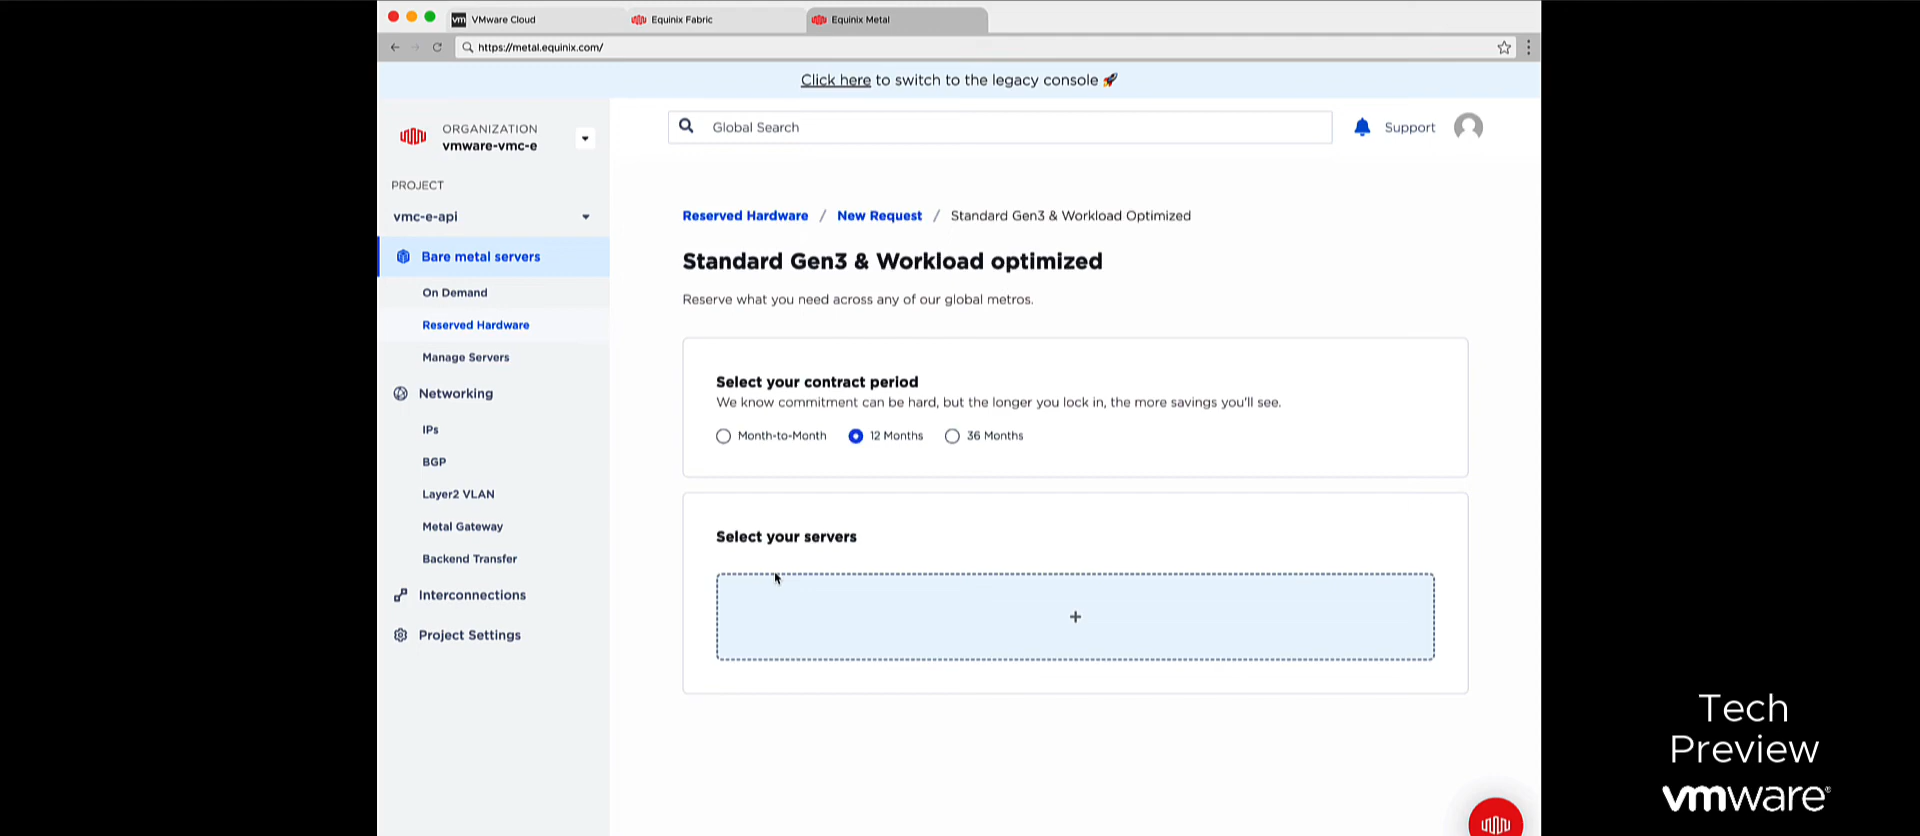 VMware Cloud
Equinix Fabric
Equinix Metal
https://metal.equinix.com/
Click here to switch to the legacy console 🚀
ORGANIZATION
vmware-vmc-e
Global Search
Support
PROJECT
vmc-e-api
Bare metal servers
On Demand
Reserved Hardware
Manage Servers
Networking
IPs
BGP
Layer2 VLAN
Metal Gateway
Backend Transfer
Interconnections
Project Settings
Reserved Hardware / New Request / Standard Gen3 & Workload Optimized
Standard Gen3 & Workload optimized
Reserve what you need across any of our global metros.
Select your contract period
We know commitment can be hard, but the longer you lock in, the more savings you'll see.
Month-to-Month 12 Months 36 Months
Select your servers
+
Tech
Preview
vmware®